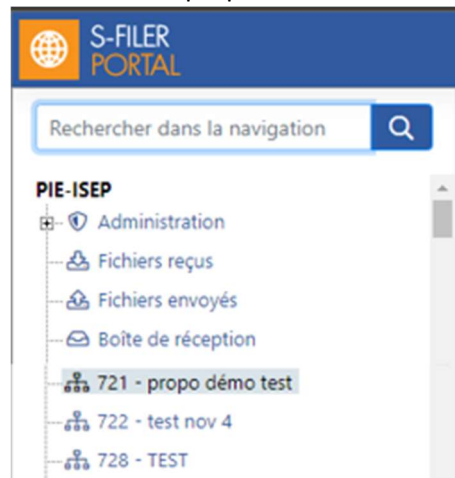 S-FILER
PORTAL
Rechercher dans la navigation
PIE-ISEP
Administration
Fichiers reçus
Fichiers envoyés
Boîte de réception
721 - propo démo test
722 - test nov 4
728 - TEST